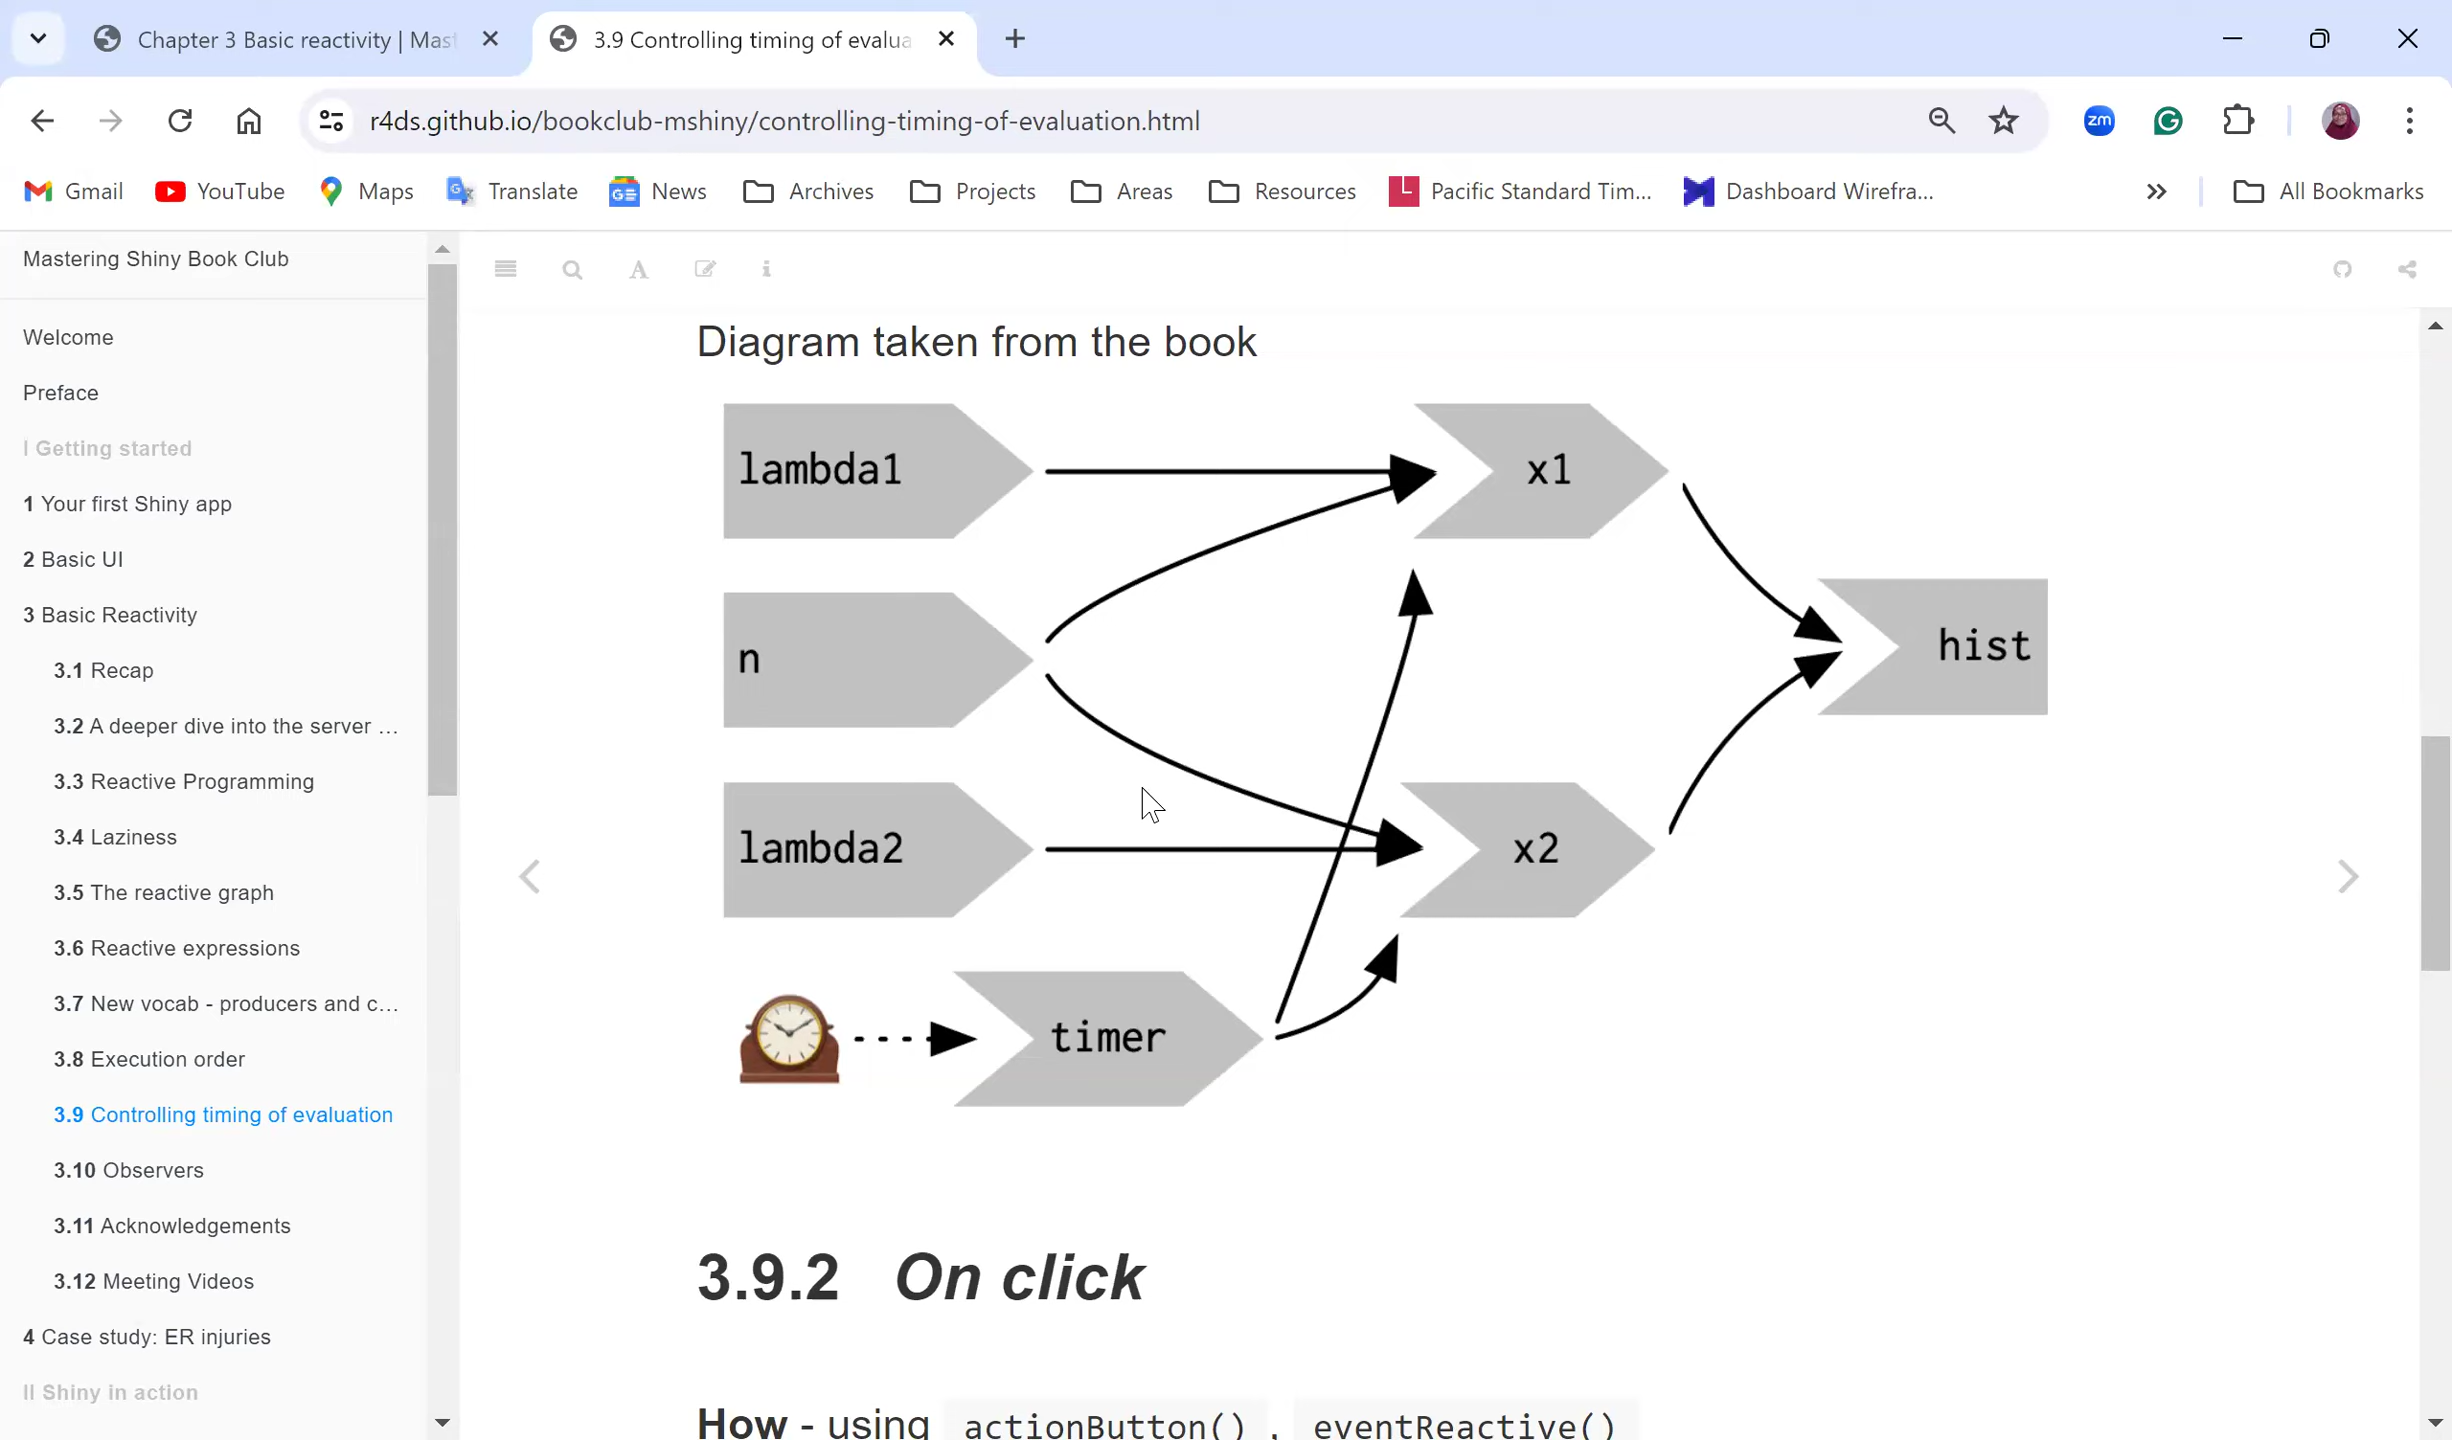 Chapter 3 Basic reactivity | Mast
3.9 Controlling timing of evalua
r4ds.github.io/bookclub-mshiny/controlling-timing-of-evaluation.html
zm
Gmail
YouTube
Maps
Translate
News
Archives
Projects
Areas
Resources
Pacific Standard Tim...
Dashboard Wirefra...
All Bookmarks
Mastering Shiny Book Club
Welcome
Preface
I Getting started
1 Your first Shiny app
2 Basic UI
3 Basic Reactivity
3.1 Recap
3.2 A deeper dive into the server ...
3.3 Reactive Programming
3.4 Laziness
3.5 The reactive graph
3.6 Reactive expressions
3.7 New vocab - producers and c...
3.8 Execution order
3.9 Controlling timing of evaluation
3.10 Observers
3.11 Acknowledgements
3.12 Meeting Videos
4 Case study: ER injuries
II Shiny in action
Diagram taken from the book
lambda1
x1
n
hist
lambda2
x2
timer
3.9.2 On click
How - using actionButton() , eventReactive()